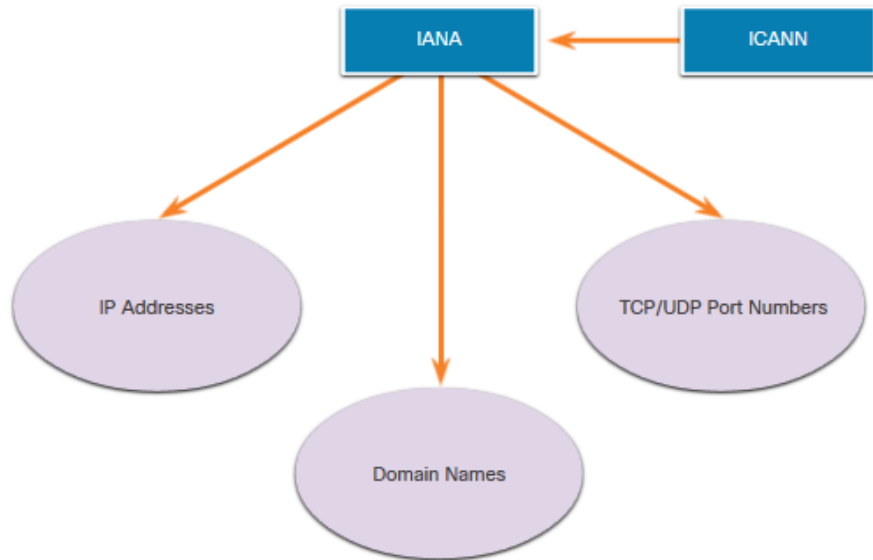 IANA
ICANN
IP Addresses
TCP/UDP Port Numbers
Domain Names